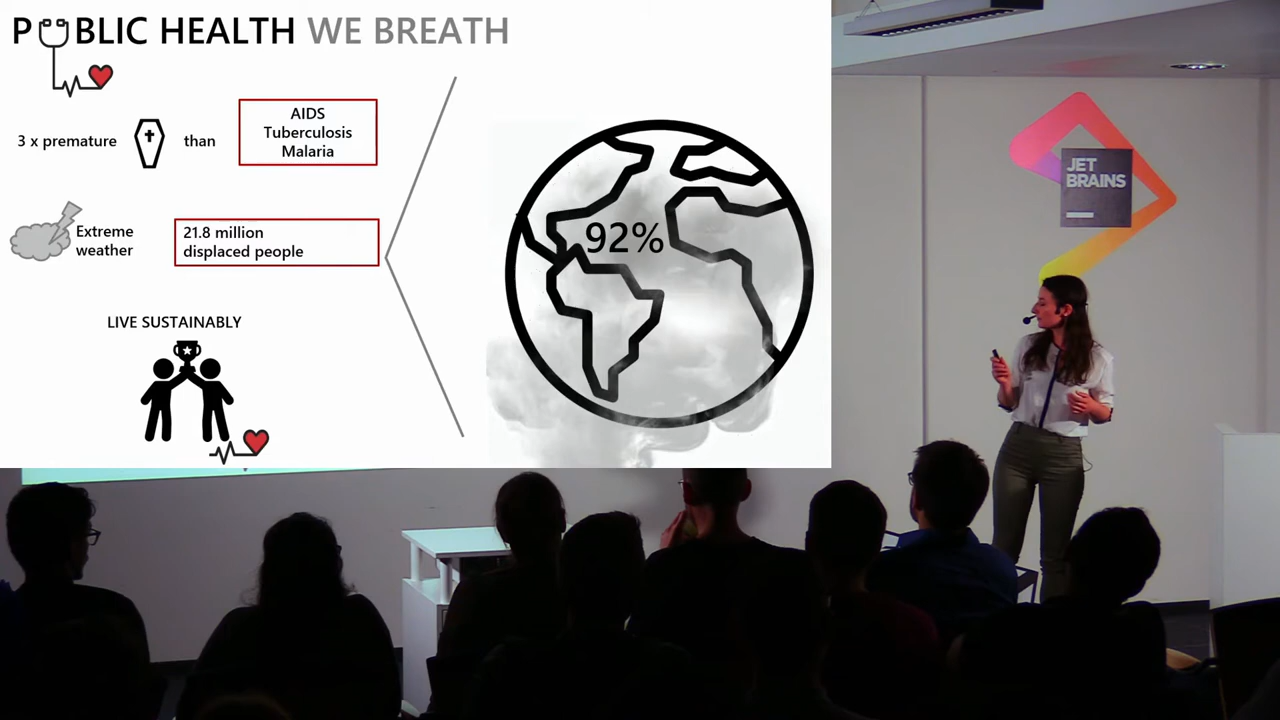 PUBLIC HEALTH WE BREATH
3 x premature than
AIDS
Tuberculosis
Malaria
Extreme
weather
21.8 million
displaced people
LIVE SUSTAINABLY
92%
JET
BRAINS